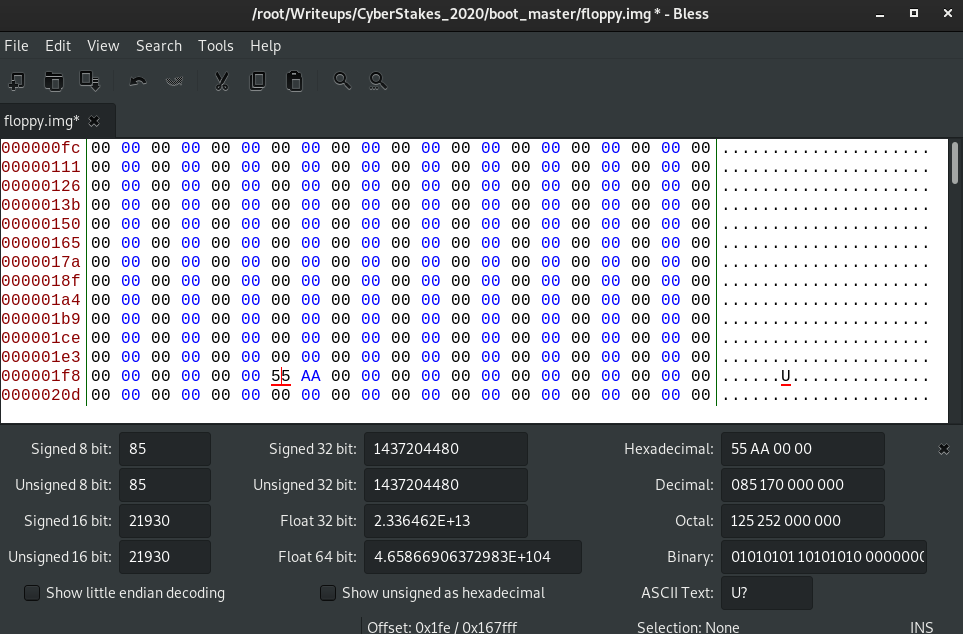 /root/Writeups/CyberStakes_2020/boot_master/floppy.img * - Bless
File Edit View Search Tools Help
floppy.img*
000000fc 00 00 00 00 00 00 00 00 00 00 00 00 00 00 00 00 00 00 00 00 00 .....................
00000111 00 00 00 00 00 00 00 00 00 00 00 00 00 00 00 00 00 00 00 00 00 .....................
00000126 00 00 00 00 00 00 00 00 00 00 00 00 00 00 00 00 00 00 00 00 00 .....................
0000013b 00 00 00 00 00 00 00 00 00 00 00 00 00 00 00 00 00 00 00 00 00 .....................
00000150 00 00 00 00 00 00 00 00 00 00 00 00 00 00 00 00 00 00 00 00 00 .....................
00000165 00 00 00 00 00 00 00 00 00 00 00 00 00 00 00 00 00 00 00 00 00 .....................
0000017a 00 00 00 00 00 00 00 00 00 00 00 00 00 00 00 00 00 00 00 00 00 .....................
0000018f 00 00 00 00 00 00 00 00 00 00 00 00 00 00 00 00 00 00 00 00 00 .....................
000001a4 00 00 00 00 00 00 00 00 00 00 00 00 00 00 00 00 00 00 00 00 00 .....................
000001b9 00 00 00 00 00 00 00 00 00 00 00 00 00 00 00 00 00 00 00 00 00 .....................
000001ce 00 00 00 00 00 00 00 00 00 00 00 00 00 00 00 00 00 00 00 00 00 .....................
000001e3 00 00 00 00 00 00 00 00 00 00 00 00 00 00 00 00 00 00 00 00 00 .....................
000001f8 00 00 00 00 00 00 55 AA 00 00 00 00 00 00 00 00 00 00 00 00 00 ......U..............
0000020d 00 00 00 00 00 00 00 00 00 00 00 00 00 00 00 00 00 00 00 00 00 .....................
Signed 8 bit: 85 Signed 32 bit: 1437204480 Hexadecimal: 55 AA 00 00
Unsigned 8 bit: 85 Unsigned 32 bit: 1437204480 Decimal: 085 170 000 000
Signed 16 bit: 21930 Float 32 bit: 2.336462E+13 Octal: 125 252 000 000
Unsigned 16 bit: 21930 Float 64 bit: 4.65866906372983E+104 Binary: 01010101 10101010 0000000
Show little endian decoding Show unsigned as hexadecimal ASCII Text: U?
Offset: 0x1fe / 0x167fff Selection: None INS